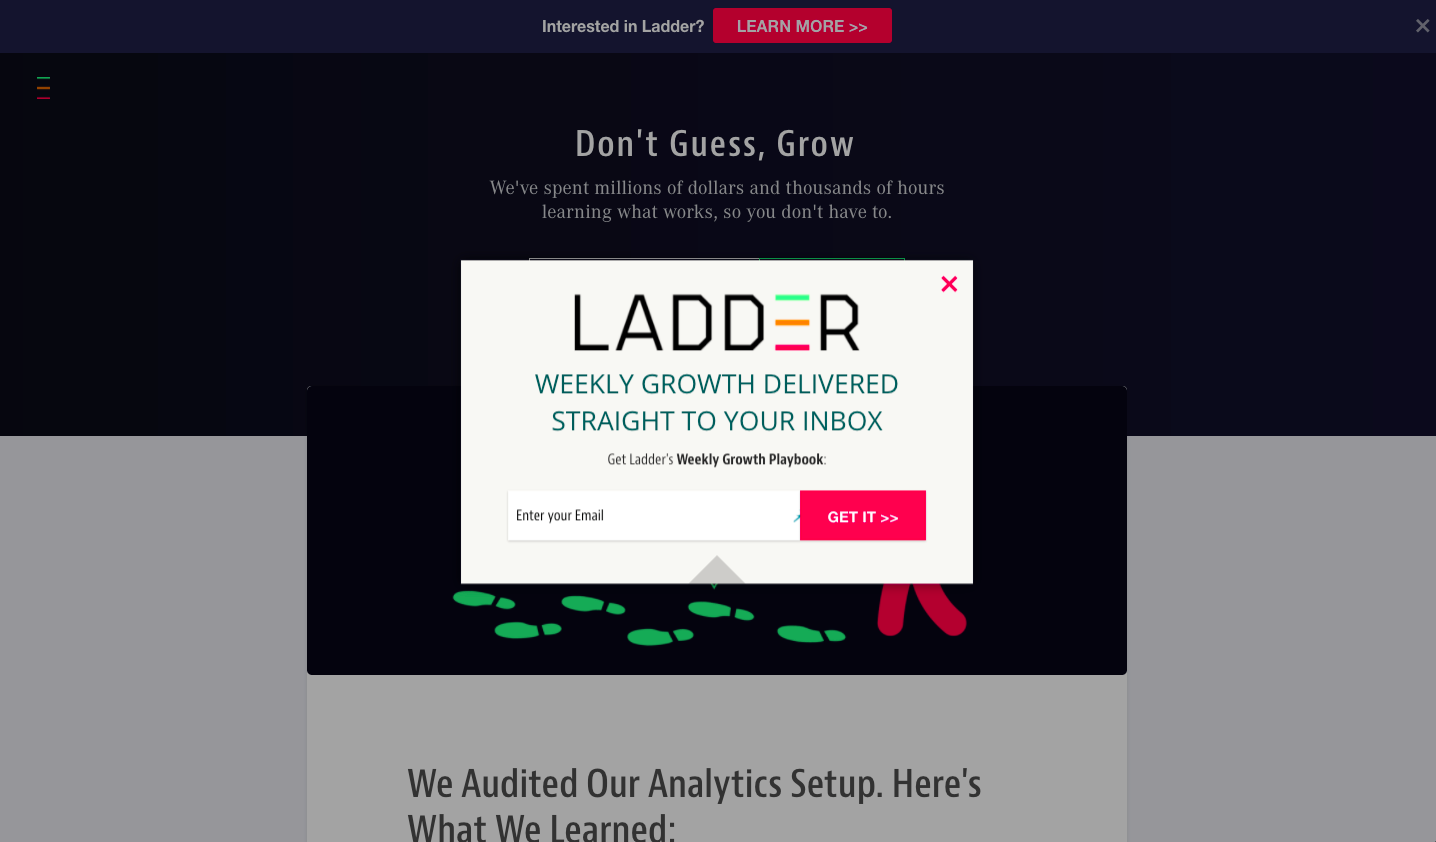 Interested in Ladder?
LEARN MORE >>
Don't Guess, Grow
We've spent millions of dollars and thousands of hours
learning what works, so you don't have to.
LADDER
WEEKLY GROWTH DELIVERED
STRAIGHT TO YOUR INBOX
Get Ladder's Weekly Growth Playbook:
Enter your Email
GET IT >>
We Audited Our Analytics Setup. Here's
What We Learned: